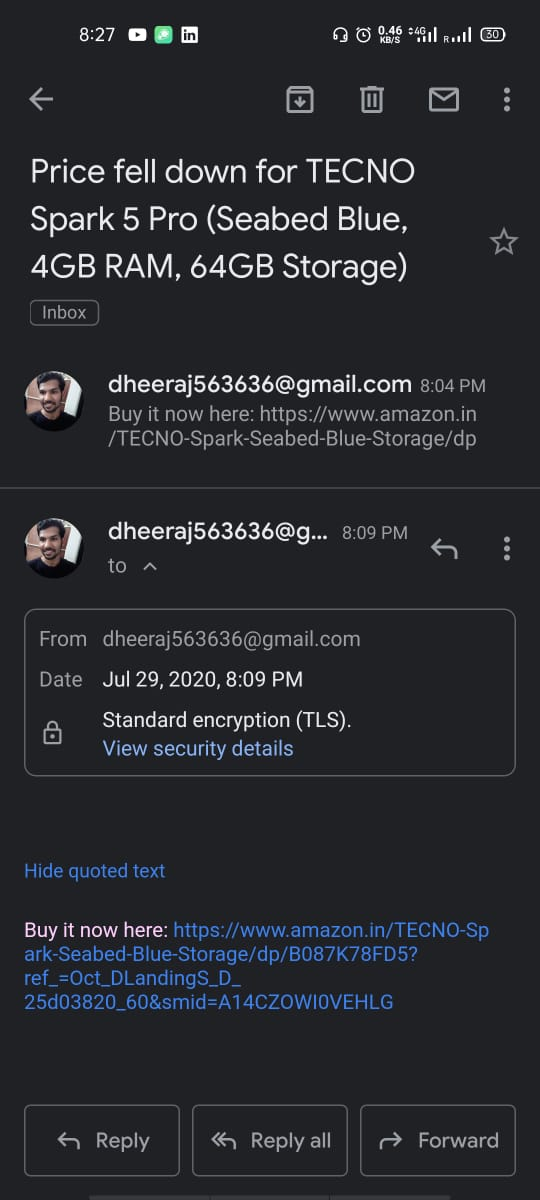 8:27 in 0.46 KB/S 4G R 30
Price fell down for TECNO
Spark 5 Pro (Seabed Blue,
4GB RAM, 64GB Storage)
Inbox
dheeraj563636@gmail.com 8:04 PM
Buy it now here: https://www.amazon.in
/TECNO-Spark-Seabed-Blue-Storage/dp
dheeraj563636@g... 8:09 PM
to
From dheeraj563636@gmail.com
Date Jul 29, 2020, 8:09 PM
Standard encryption (TLS).
View security details
Hide quoted text
Buy it now here: https://www.amazon.in/TECNO-Sp
ark-Seabed-Blue-Storage/dp/B087K78FD5?
ref_=Oct_DLandingS_D_
25d03820_60&smid=A14CZOWI0VEHLG
Reply Reply all Forward